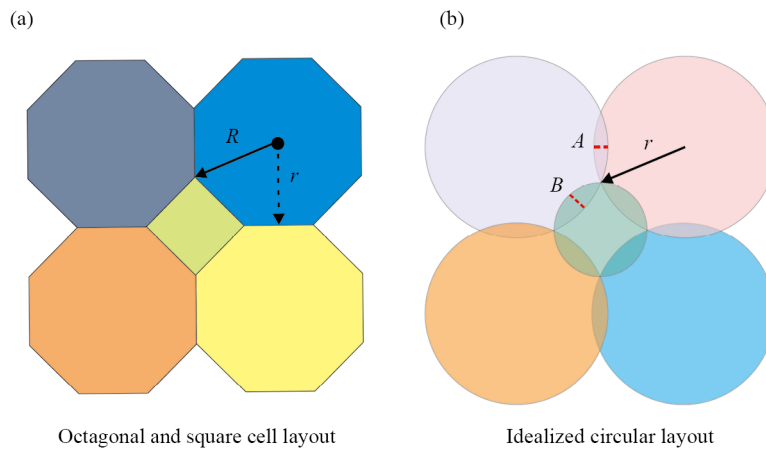 (a)
(b)
R
r
A
r
B
Octagonal and square cell layout
Idealized circular layout